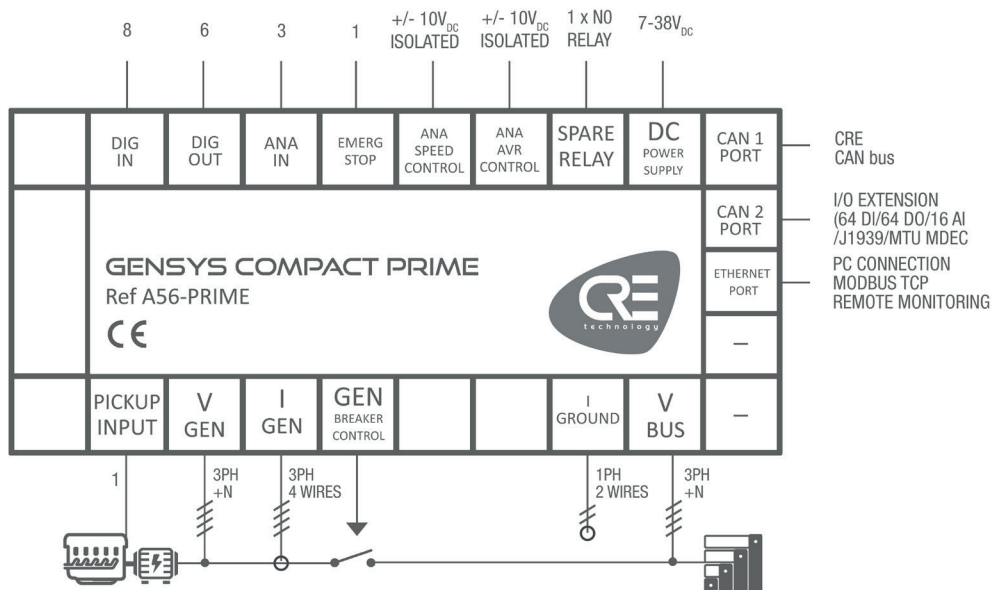 8
6
3
1
+/- 10VDC
ISOLATED
+/- 10VDC
ISOLATED
1 x NO
RELAY
7-38VDC
DIG
IN
DIG
OUT
ANA
IN
EMERG
STOP
ANA
SPEED
CONTROL
ANA
AVR
CONTROL
SPARE
RELAY
DC
POWER
SUPPLY
CAN 1
PORT
CRE
CAN bus
CAN 2
PORT
I/O EXTENSION
(64 DI/64 DO/16 AI
/J1939/MTU MDEC
ETHERNET
PORT
PC CONNECTION
MODBUS TCP
REMOTE MONITORING
GENSYS COMPACT PRIME
Ref A56-PRIME
CE
CRE
technology
–
–
PICKUP
INPUT
V
GEN
I
GEN
GEN
BREAKER
CONTROL
I
GROUND
V
BUS
1
3PH
+N
3PH
4 WIRES
1PH
2 WIRES
3PH
+N